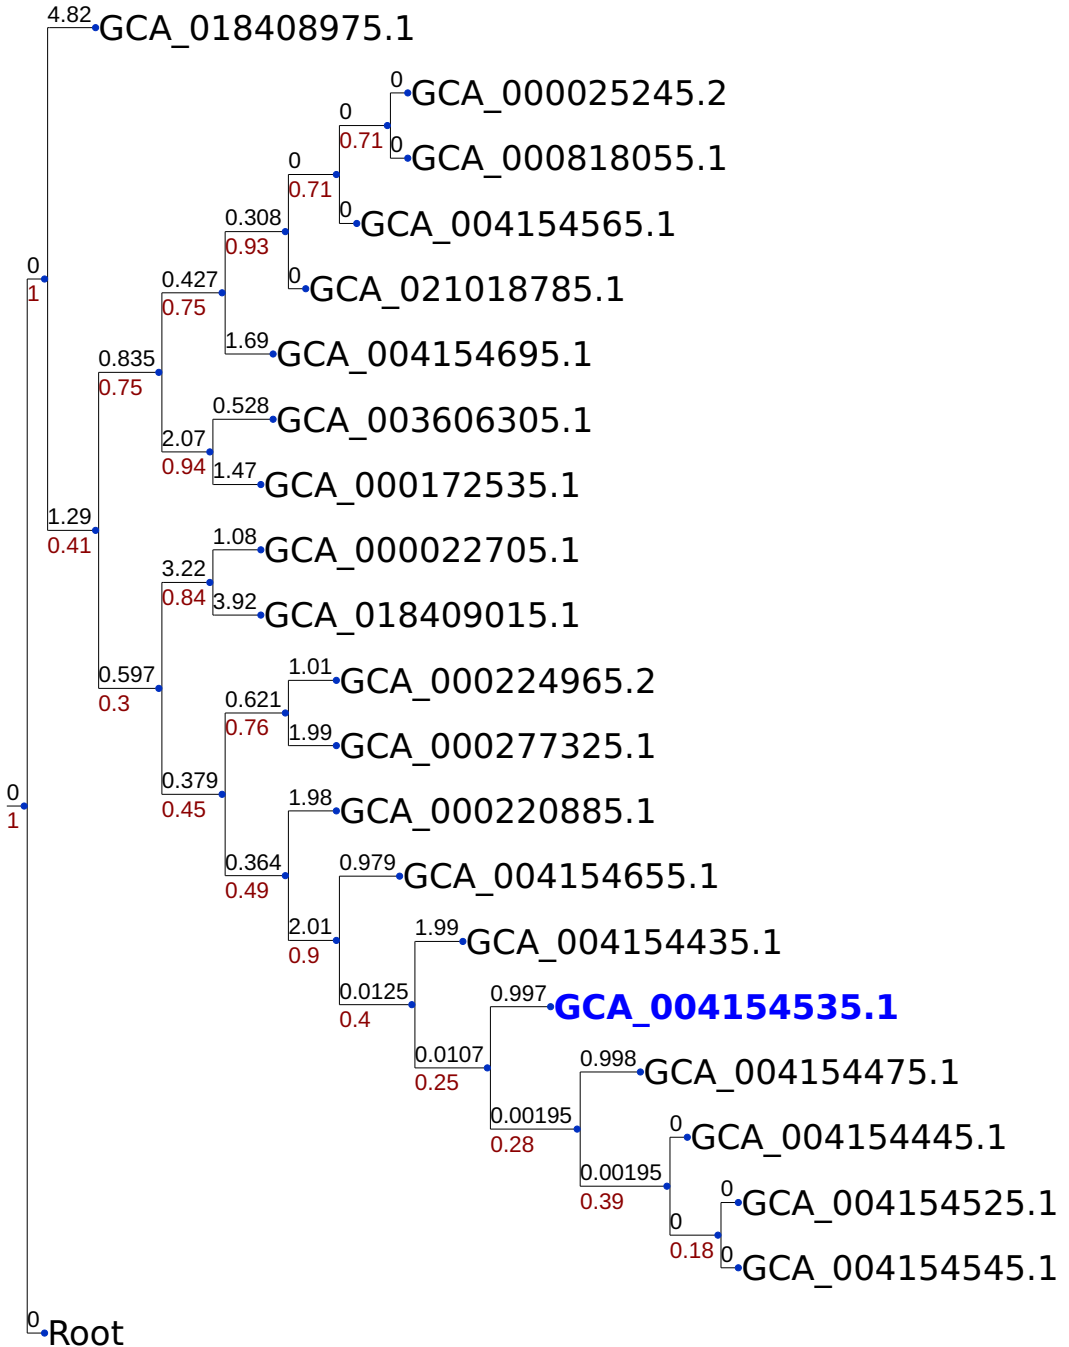 4.82 GCA_018408975.1
0 GCA_000025245.2
0
0.71
0 GCA_000818055.1
0
0.71
0 GCA_004154565.1
0.308
0.93
0
1
0 GCA_021018785.1
0.427
0.75
1.69 GCA_004154695.1
0.835
0.75
0.528 GCA_003606305.1
2.07
0.94
1.47 GCA_000172535.1
1.29
0.41
1.08 GCA_000022705.1
3.22
0.84
3.92 GCA_018409015.1
0.597
0.3
1.01 GCA_000224965.2
0.621
0.76
1.99 GCA_000277325.1
0.379
0.45
0
1
1.98 GCA_000220885.1
0.364
0.49
0.979 GCA_004154655.1
2.01
0.9
1.99 GCA_004154435.1
0.0125
0.4
0.997 GCA_004154535.1
0.0107
0.25
0.998 GCA_004154475.1
0.00195
0.28
0 GCA_004154445.1
0.00195
0.39
0 GCA_004154525.1
0
0.18
0 GCA_004154545.1
0 Root